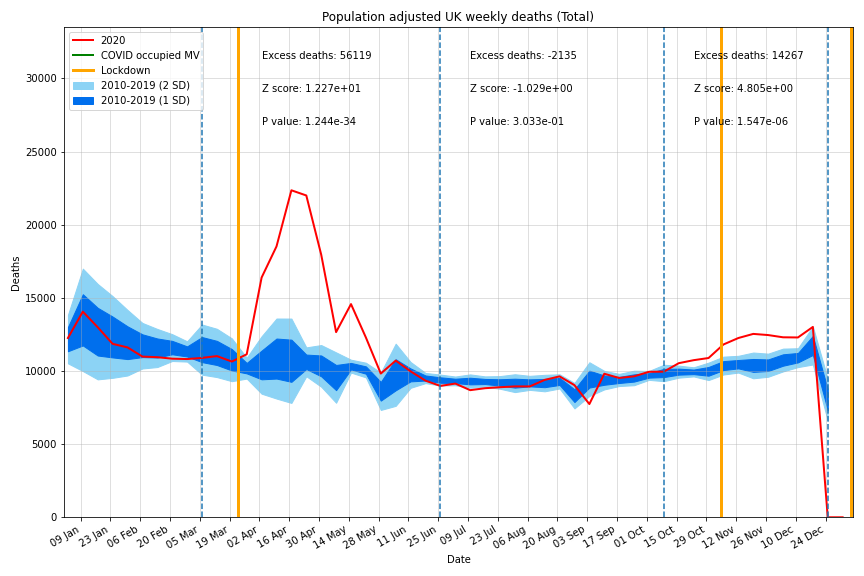 Population adjusted UK weekly deaths (Total)
2020
COVID occupied MV
Lockdown
2010-2019 (2 SD)
2010-2019 (1 SD)
Excess deaths: 56119
Z score: 1.227e+01
P value: 1.244e-34
Excess deaths: -2135
Z score: -1.029e+00
P value: 3.033e-01
Excess deaths: 14267
Z score: 4.805e+00
P value: 1.547e-06
Deaths
30000
25000
20000
15000
10000
5000
0
09 Jan
23 Jan
06 Feb
20 Feb
05 Mar
19 Mar
02 Apr
16 Apr
30 Apr
14 May
28 May
11 Jun
25 Jun
09 Jul
23 Jul
06 Aug
20 Aug
03 Sep
17 Sep
01 Oct
15 Oct
29 Oct
12 Nov
26 Nov
10 Dec
24 Dec
Date